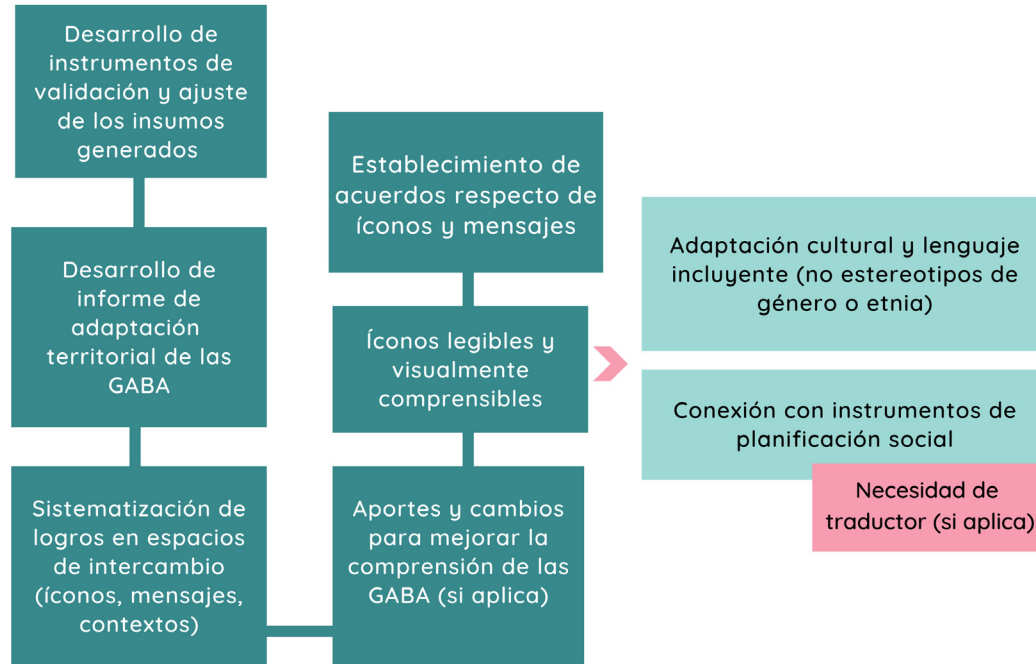 Desarrollo de
instrumentos de
validación y ajuste
de los insumos
generados
Desarrollo de
informe de
adaptación
territorial de las
GABA
Sistematización de
logros en espacios
de intercambio
(íconos, mensajes,
contextos)
Establecimiento de
acuerdos respecto de
íconos y mensajes
Íconos legibles y
visualmente
comprensibles
Aportes y cambios
para mejorar la
comprensión de las
GABA (si aplica)
Adaptación cultural y lenguaje
incluyente (no estereotipos de
género o etnia)
Conexión con instrumentos de
planificación social
Necesidad de
traductor (si aplica)